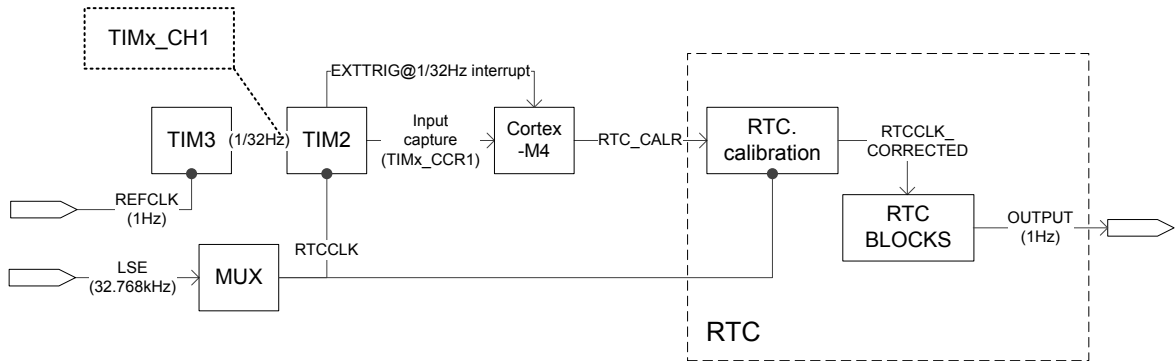 TIMx_CH1
EXTTRIG@1/32Hz interrupt
TIM3
(1/32Hz)
TIM2
Input
capture
(TIMx_CCR1)
Cortex
-M4
RTC_CALR
RTC.
calibration
RTCCLK_
CORRECTED
REFCLK
(1Hz)
RTC
BLOCKS
OUTPUT
(1Hz)
RTCCLK
LSE
(32.768kHz)
MUX
RTC